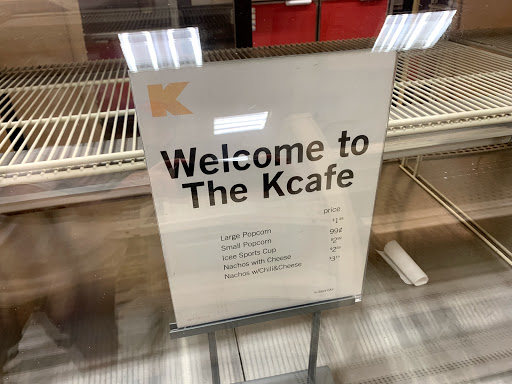 K
Welcome to
The Kcafe
price
Large Popcorn
Small Popcorn 99¢
Icee Sports Cup
Nachos with Cheese
Nachos w/Chili&Cheese